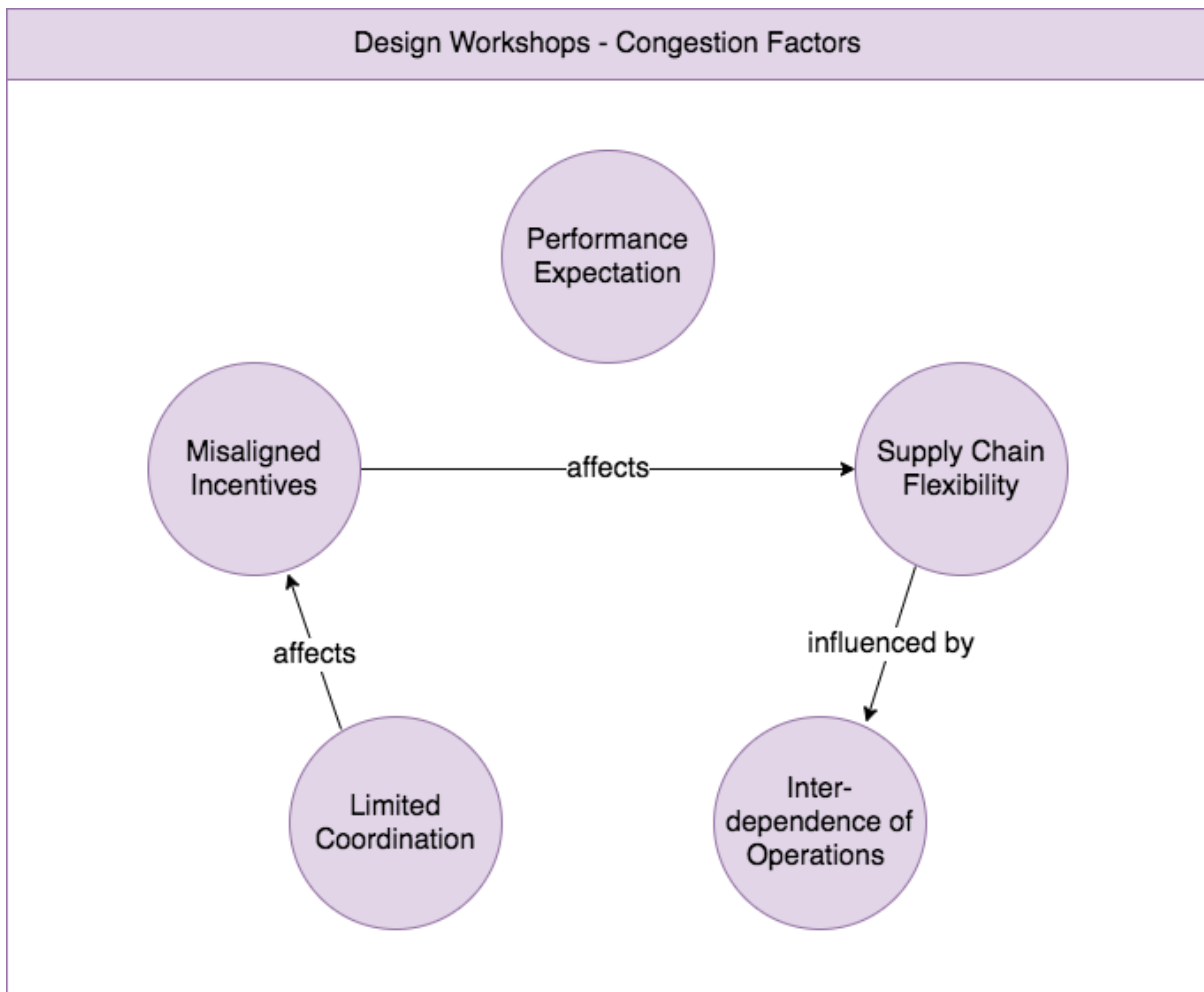 Design Workshops - Congestion Factors
Performance
Expectation
Misaligned
Incentives
affects
Supply Chain
Flexibility
affects
influenced by
Limited
Coordination
Inter-
dependence of
Operations